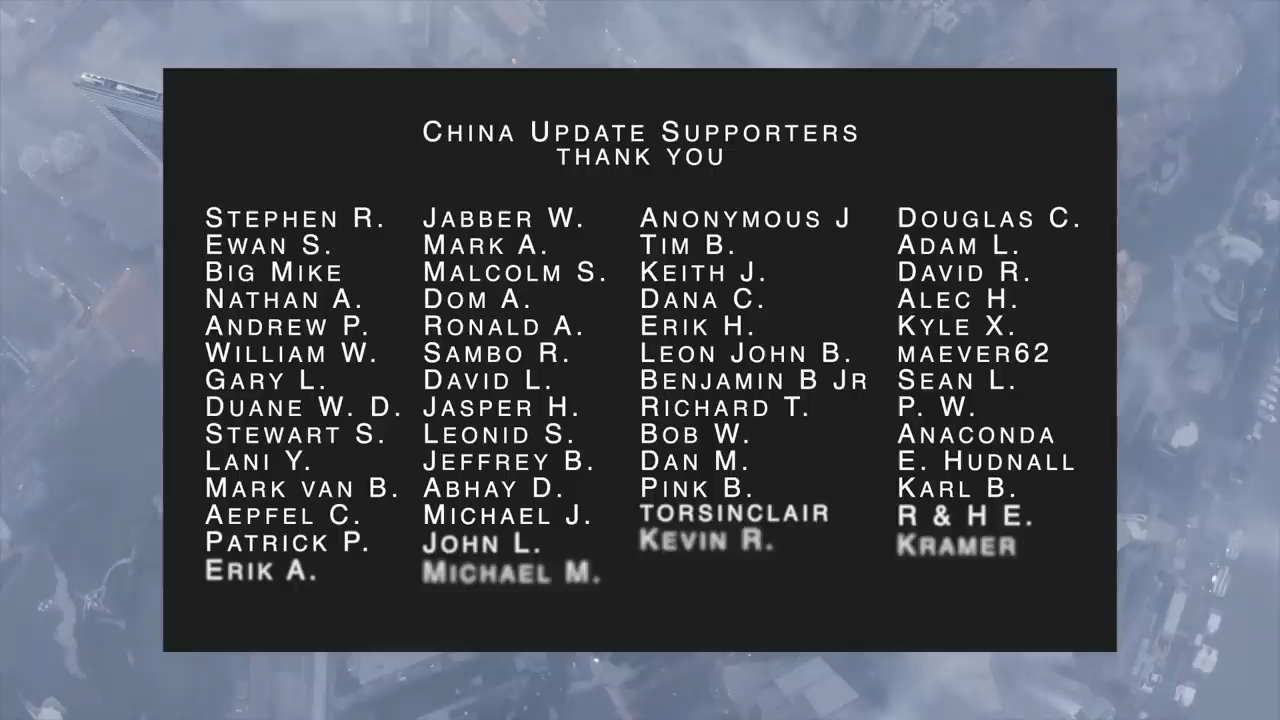 China Update Supporters
THANK YOU
Stephen R.
Ewan S.
Big Mike
Nathan A.
Andrew P.
William W.
Gary L.
Duane W. D.
Stewart S.
Lani Y.
Mark van B.
Aepfel C.
Patrick P.
Erik A.
Jabber W.
Mark A.
Malcolm S.
Dom A.
Ronald A.
Sambo R.
David L.
Jasper H.
Leonid S.
Jeffrey B.
Abhay D.
Michael J.
John L.
Michael M.
Anonymous J
Tim B.
Keith J.
Dana C.
Erik H.
Leon John B.
Benjamin B Jr
Richard T.
Bob W.
Dan M.
Pink B.
torsinclair
Kevin R.
Douglas C.
Adam L.
David R.
Alec H.
Kyle X.
maever62
Sean L.
P. W.
Anaconda
E. Hudnall
Karl B.
R & H E.
Kramer